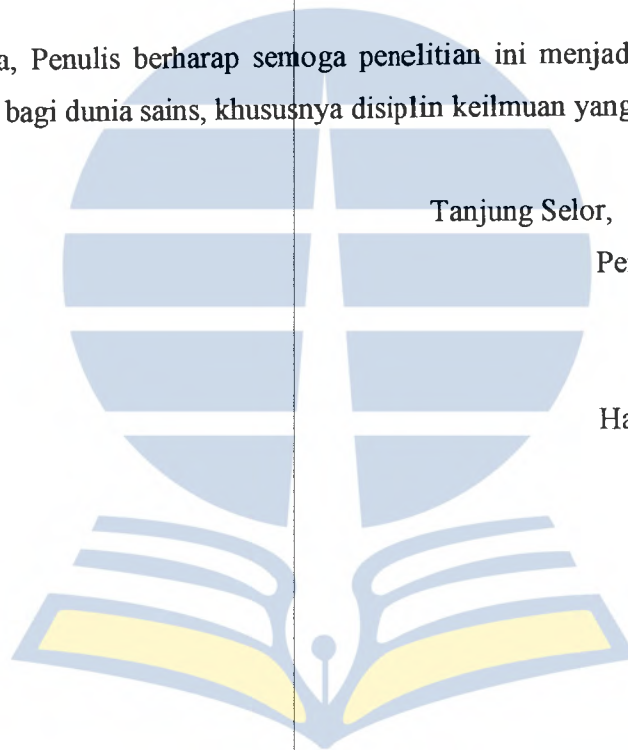 a, Penulis berharap semoga penelitian ini menjad
bagi dunia sains, khususnya disiplin keilmuan yang
Tanjung Selor,
Pe
Ha